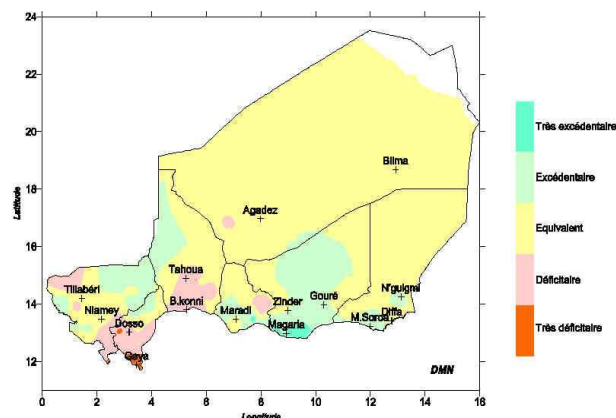 24
22
20
18
16
14
12
Latitude
0 2 4 6 8 10 12 14 16
Longitude
Bilma
Agadez
Tahoua
Tillabéri
B.konni
Niamey
Dosso
Gaya
Maradi
Zinder
Magaria
Gouré
N'guigmi
Diffa
M.Soroa
DMN
Très excédentaire
Excédentaire
Equivalent
Déficitaire
Très déficitaire